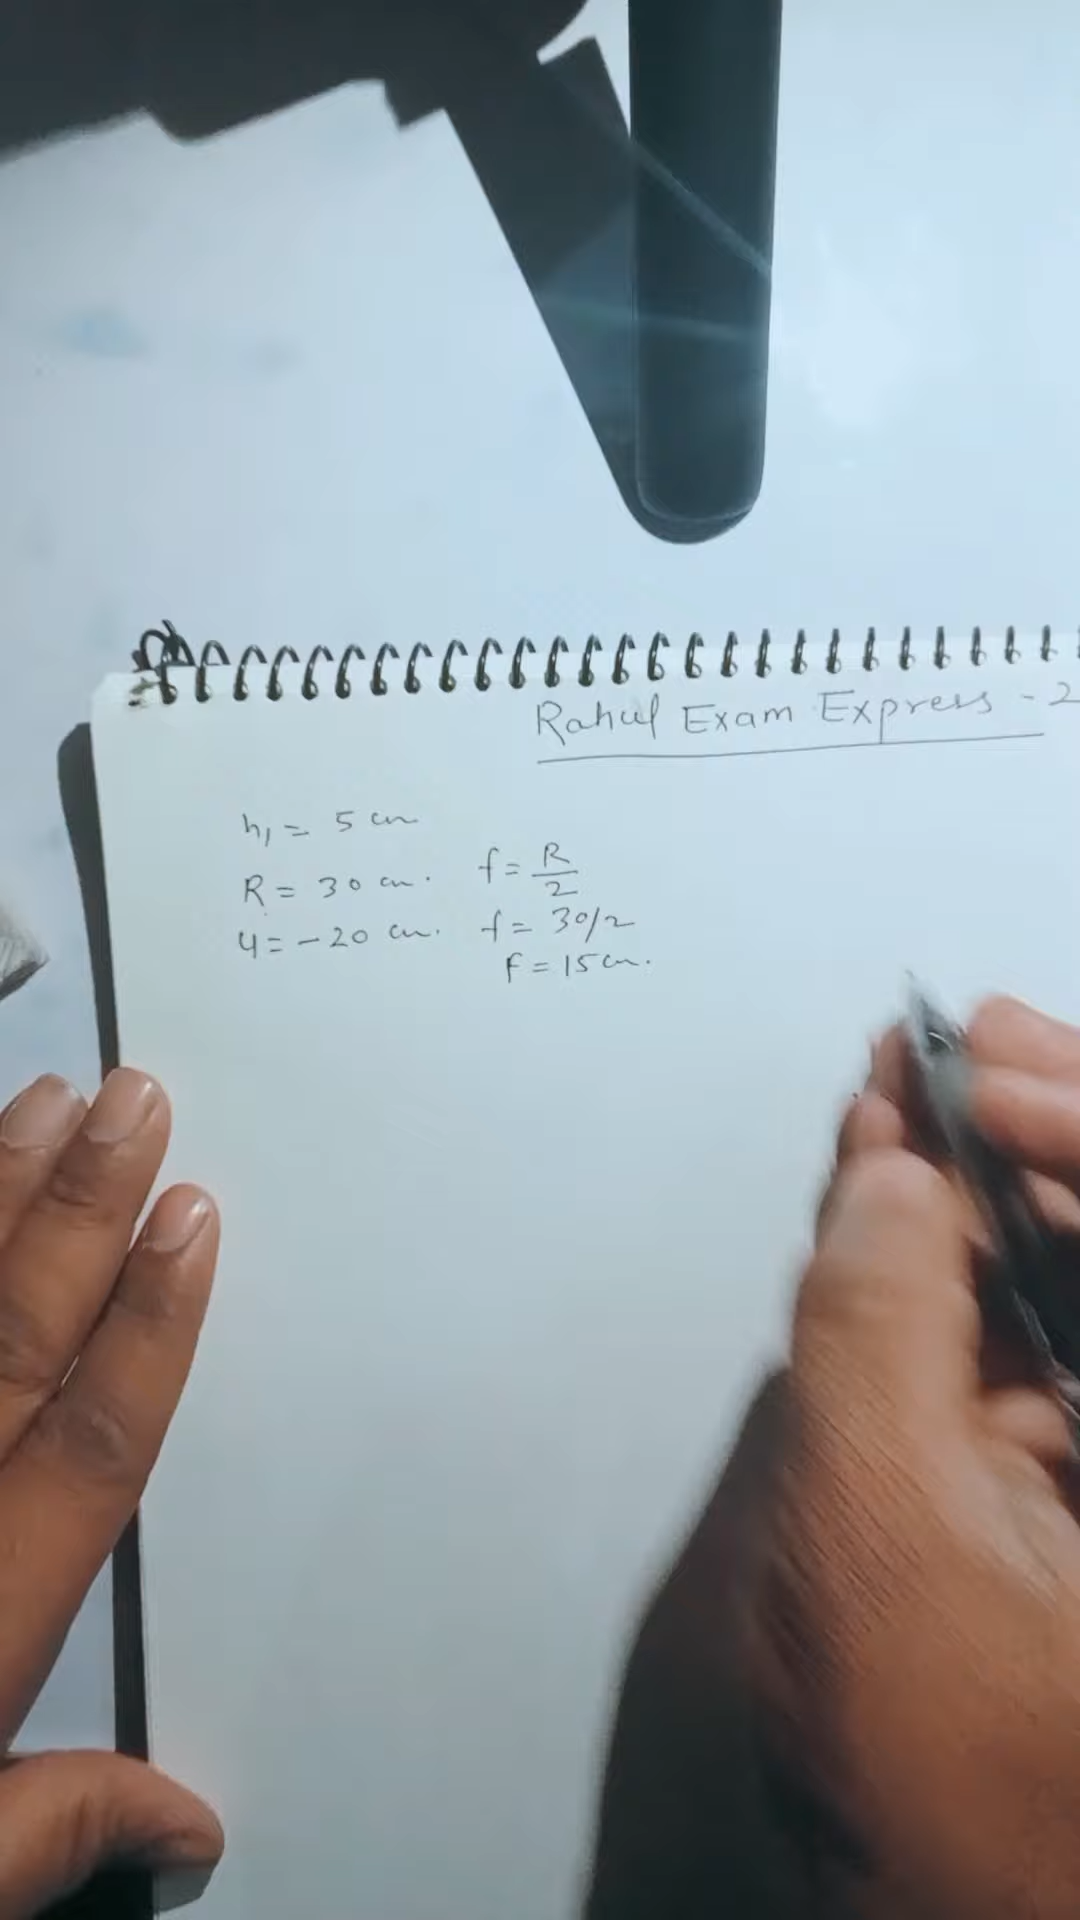 Rahul Exam Express - 2
h₁ = 5 cm
R = 30 cm. f = R/2
u = -20 cm. f = 30/2
F = 15 cm.